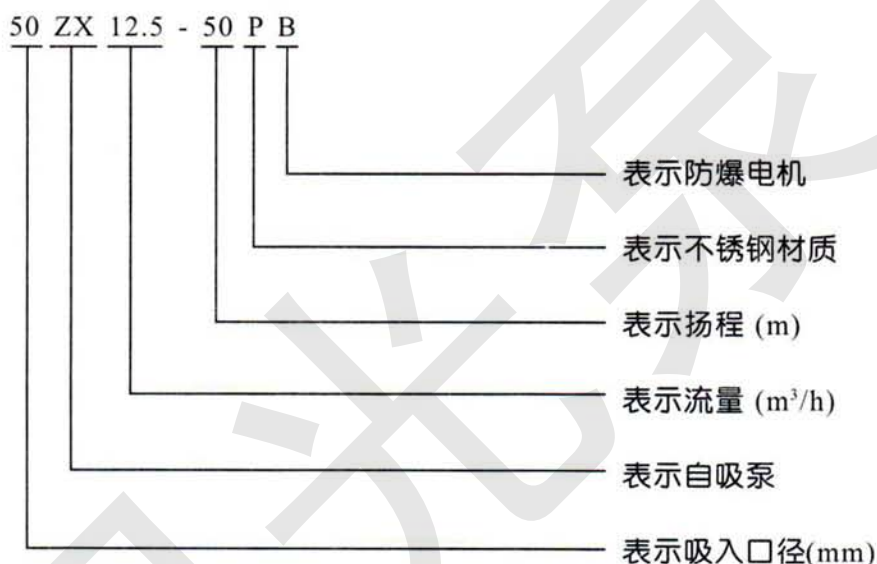 50 ZX 12.5 - 50 P B
表示防爆电机
表示不锈钢材质
表示扬程 (m)
表示流量 (m³/h)
表示自吸泵
表示吸入口径(mm)